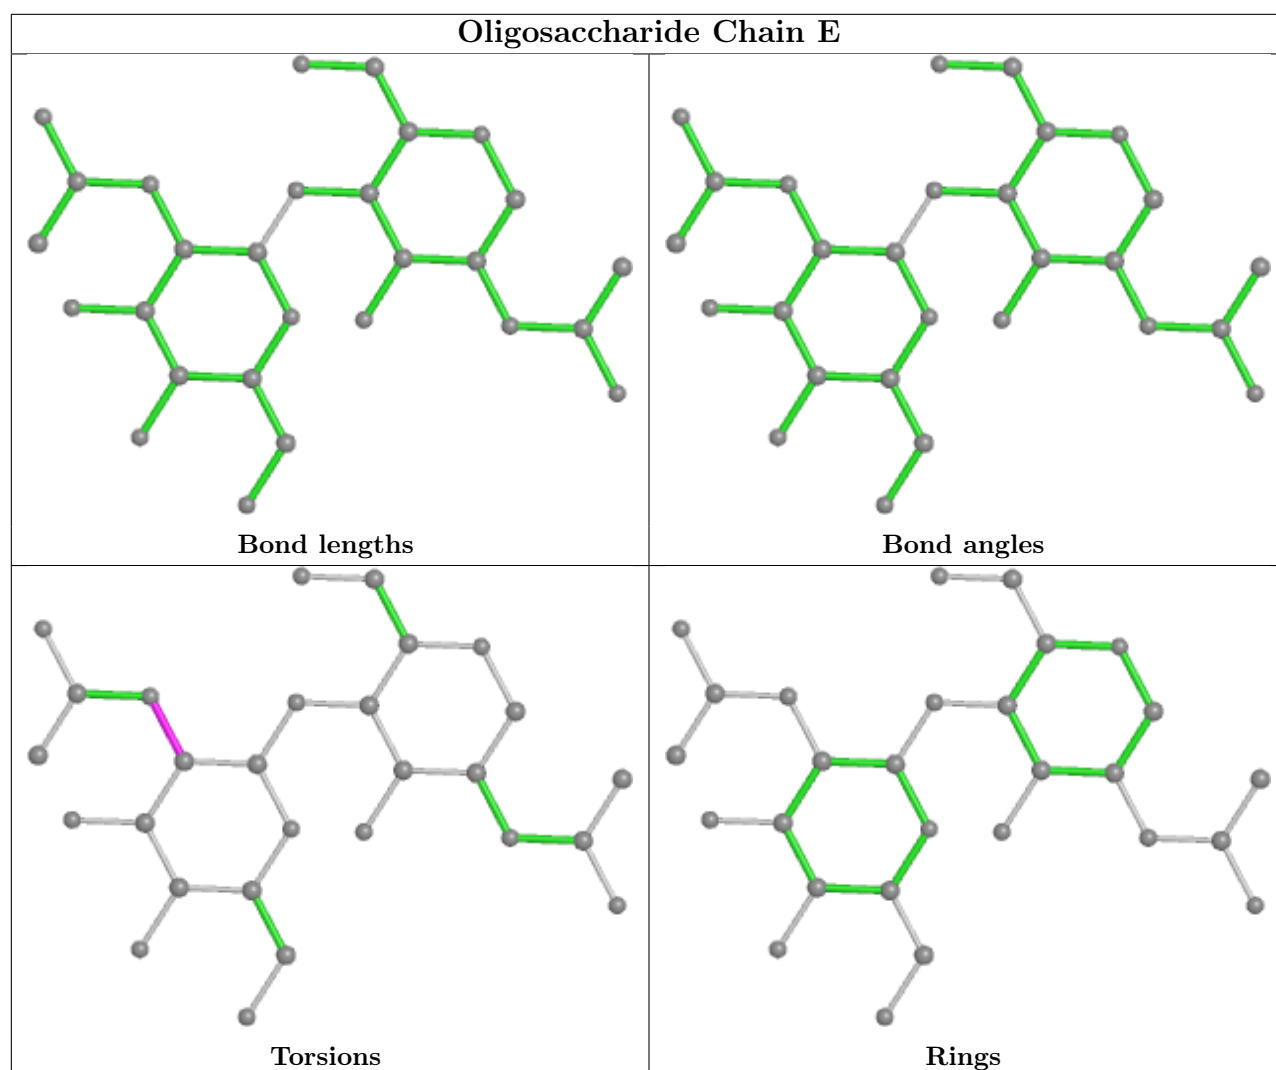 Oligosaccharide Chain E
Bond lengths
Bond angles
Torsions
Rings